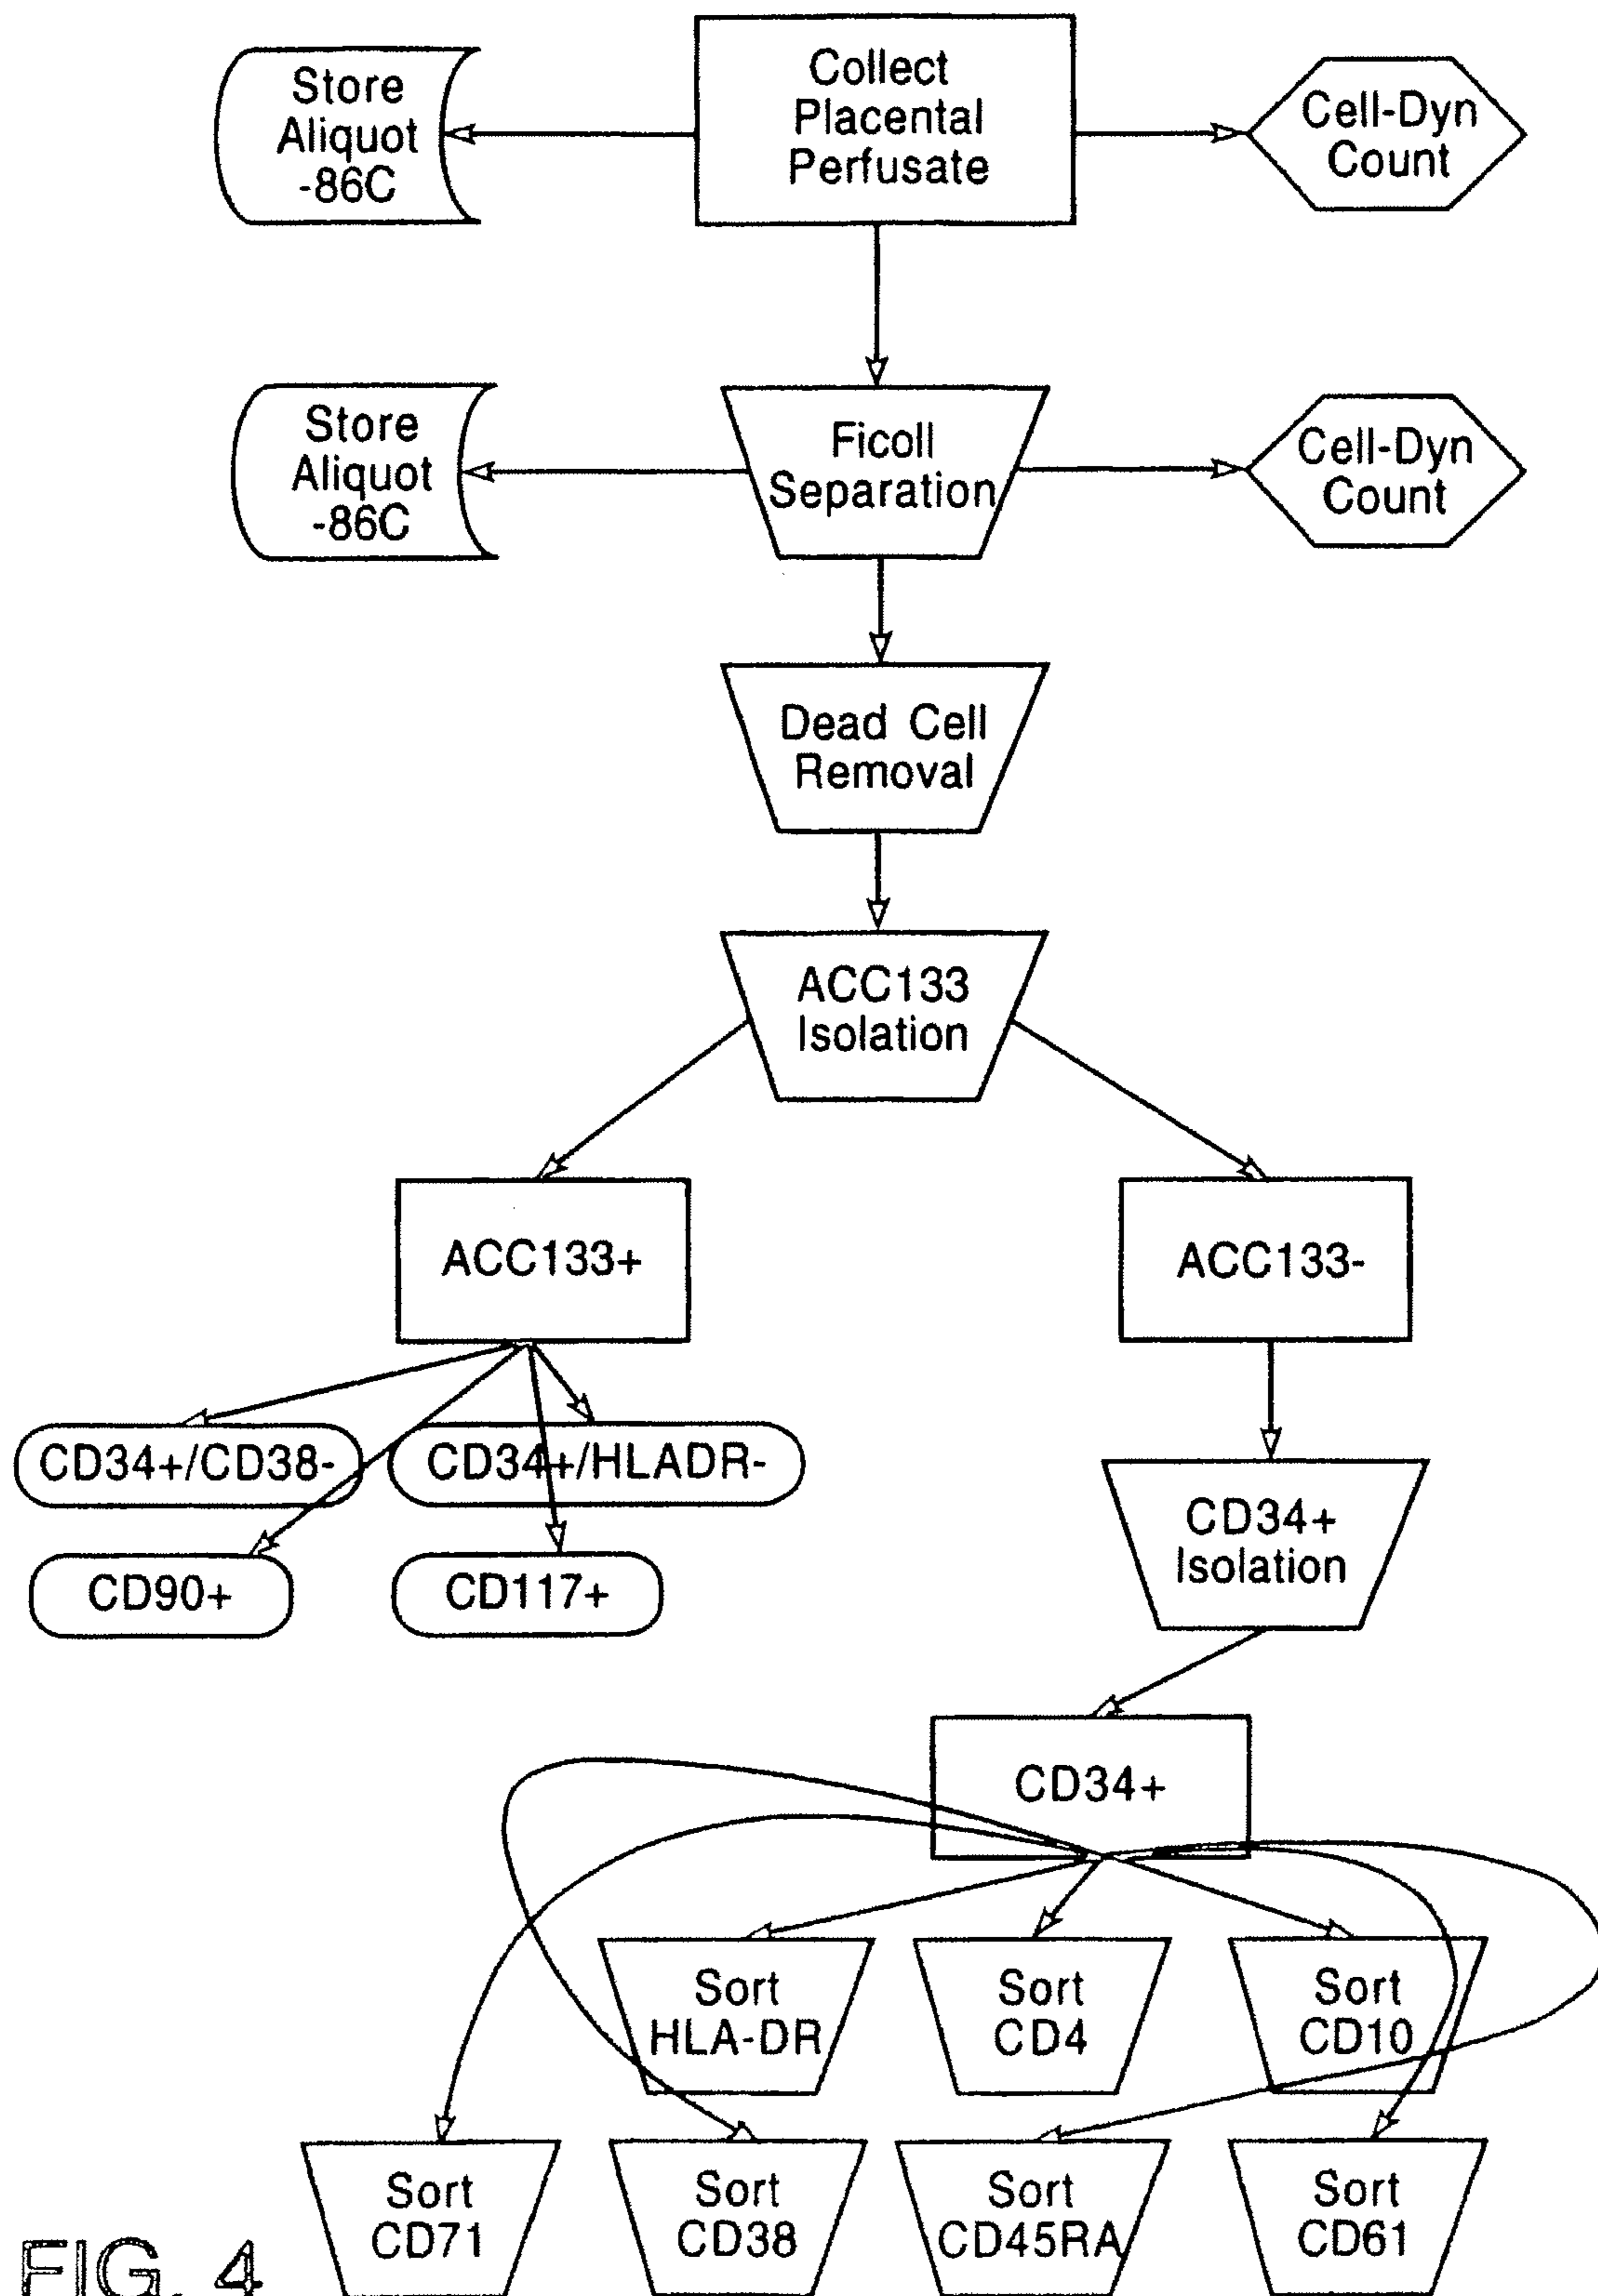 Store
Aliquot
-86C
Collect
Placental
Perfusate
Cell-Dyn
Count
Store
Aliquot
-86C
Ficoll
Separation
Cell-Dyn
Count
Dead Cell
Removal
ACC133
Isolation
ACC133+
ACC133-
CD34+/CD38-
CD34+/HLADR-
CD90+
CD117+
CD34+
Isolation
CD34+
Sort
HLA-DR
Sort
CD4
Sort
CD10
Sort
CD71
Sort
CD38
Sort
CD45RA
Sort
CD61
FIG. 4